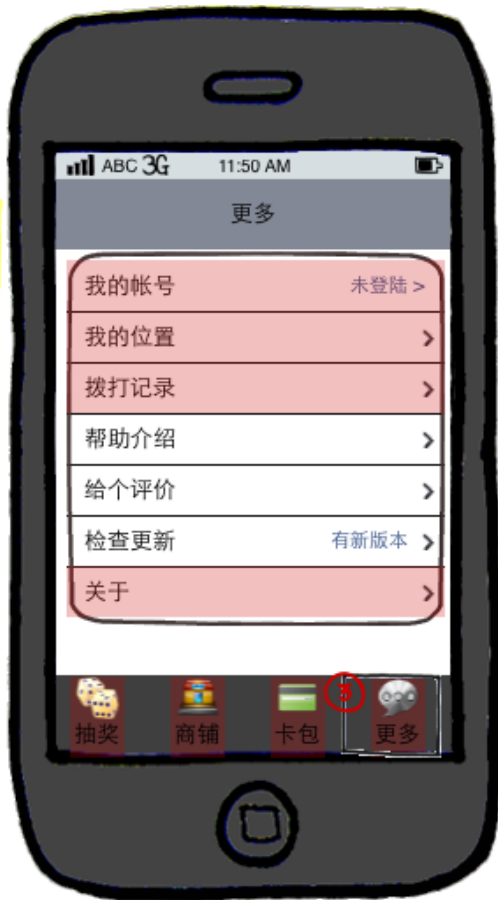 ABC 3G 11:50 AM
更多
我的帐号 未登陆 >
我的位置
拨打记录
帮助介绍
给个评价
检查更新 有新版本
关于
3
抽奖 商铺 卡包 更多